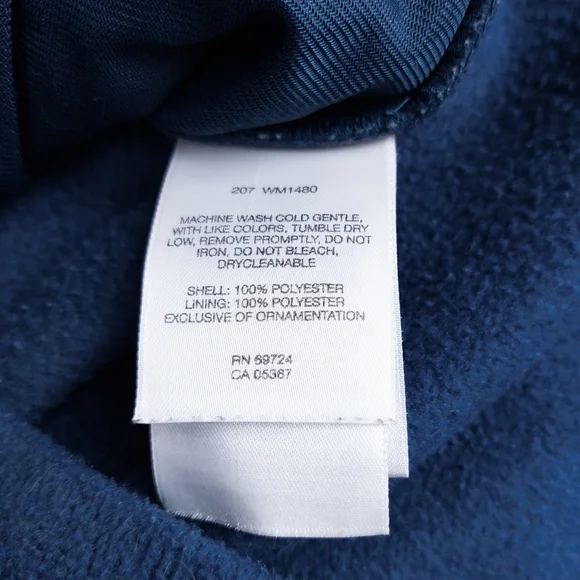 207 WM1480
MACHINE WASH COLD GENTLE,
WITH LIKE COLORS, TUMBLE DRY
LOW, REMOVE PROMPTLY, DO NOT
IRON, DO NOT BLEACH,
DRYCLEANABLE
SHELL: 100% POLYESTER
LINING: 100% POLYESTER
EXCLUSIVE OF ORNAMENTATION
RN 69724
CA 05367